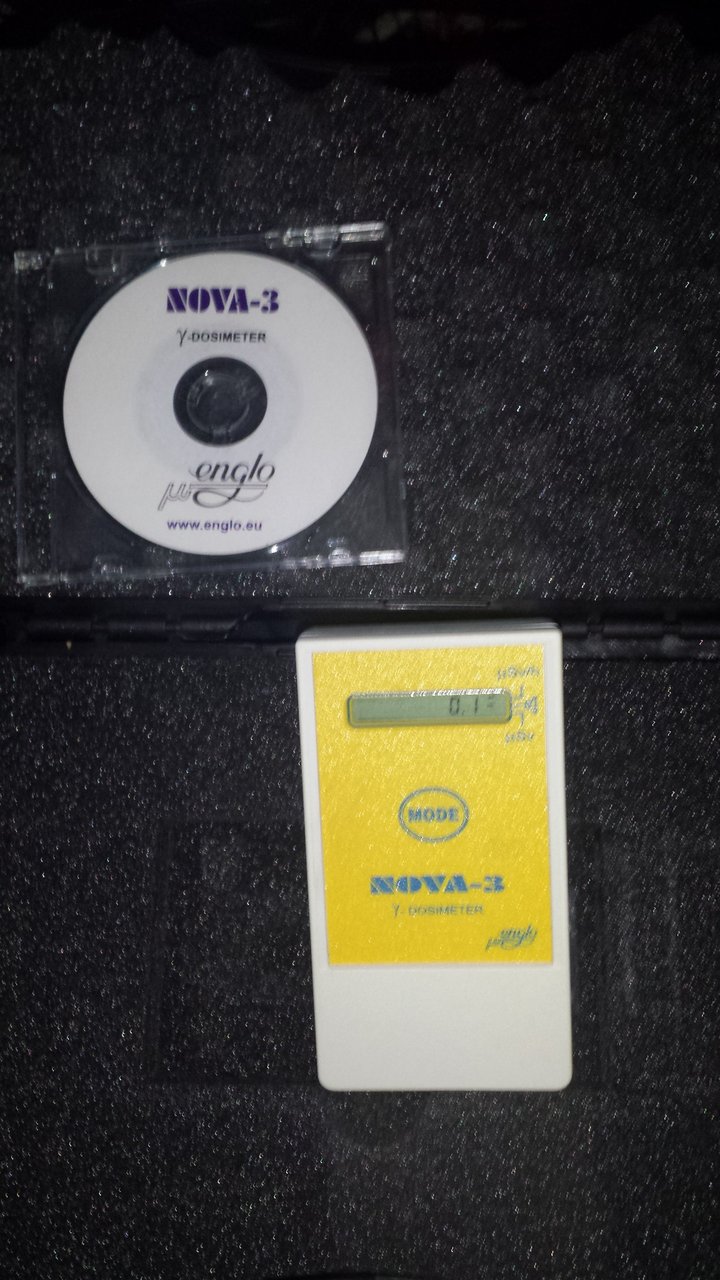 NOVA-3
γ-DOSIMETER
englo
μ
www.englo.eu
μSv/h
0.1
μSv
MODE
NOVA-3
γ-DOSIMETER
μ englo